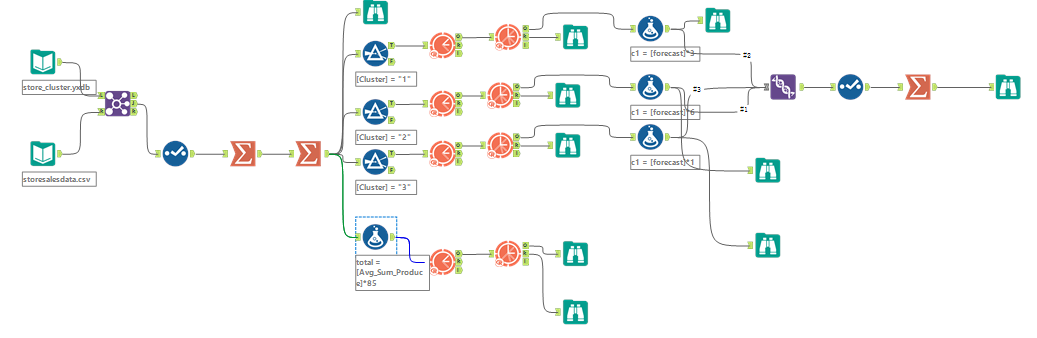 store_cluster.yxdb
storesalesdata.csv
[Cluster] = "1"
[Cluster] = "2"
[Cluster] = "3"
total =
[Avg_Sum_Produc
e]*85
c1 = [forecast]*3
c1 = [forecast]*6
c1 = [forecast]*1
#2
#3
#1